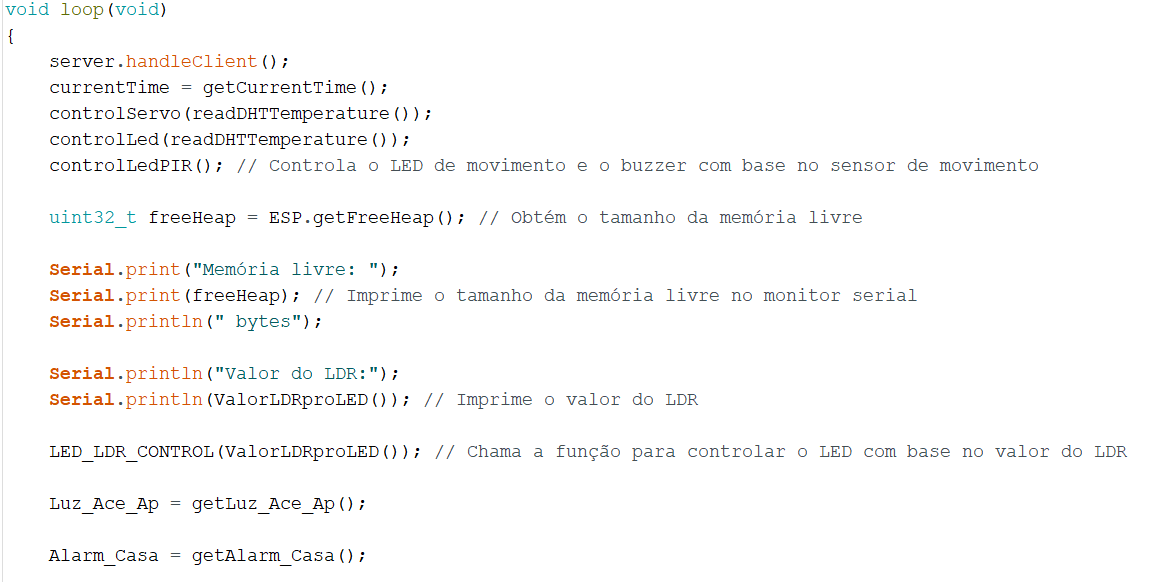 void loop(void)
{
server.handleClient();
currentTime = getCurrentTime();
controlServo(readDHTTemperature());
controlLed(readDHTTemperature());
controlLedPIR(); // Controla o LED de movimento e o buzzer com base no sensor de movimento
uint32_t freeHeap = ESP.getFreeHeap(); // Obtém o tamanho da memória livre
Serial.print("Memória livre: ");
Serial.print(freeHeap); // Imprime o tamanho da memória livre no monitor serial
Serial.println(" bytes");
Serial.println("Valor do LDR:");
Serial.println(ValorLDRproLED()); // Imprime o valor do LDR
LED_LDR_CONTROL(ValorLDRproLED()); // Chama a função para controlar o LED com base no valor do LDR
Luz_Ace_Ap = getLuz_Ace_Ap();
Alarm_Casa = getAlarm_Casa();